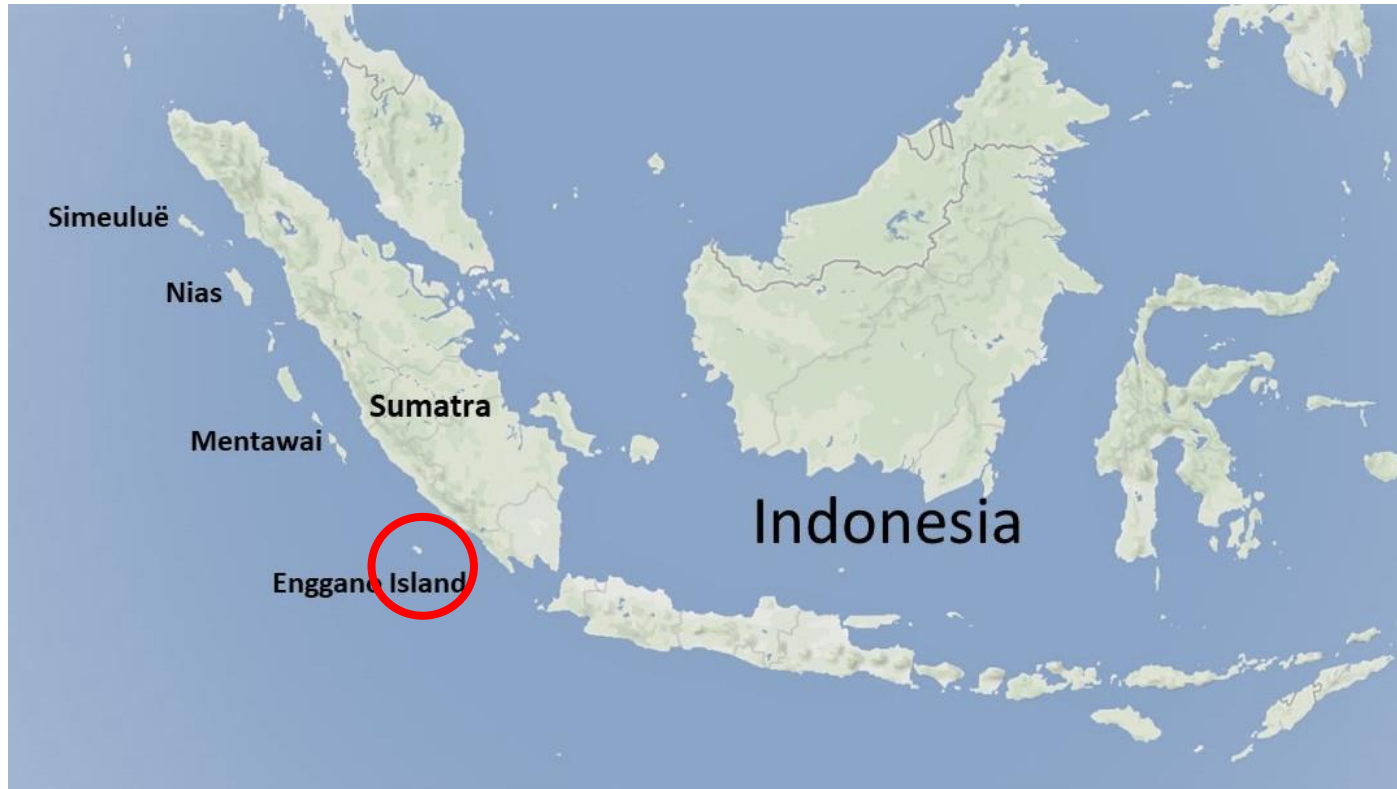 Simeuluë
Nias
Sumatra
Mentawai
Indonesia
Enggano Island